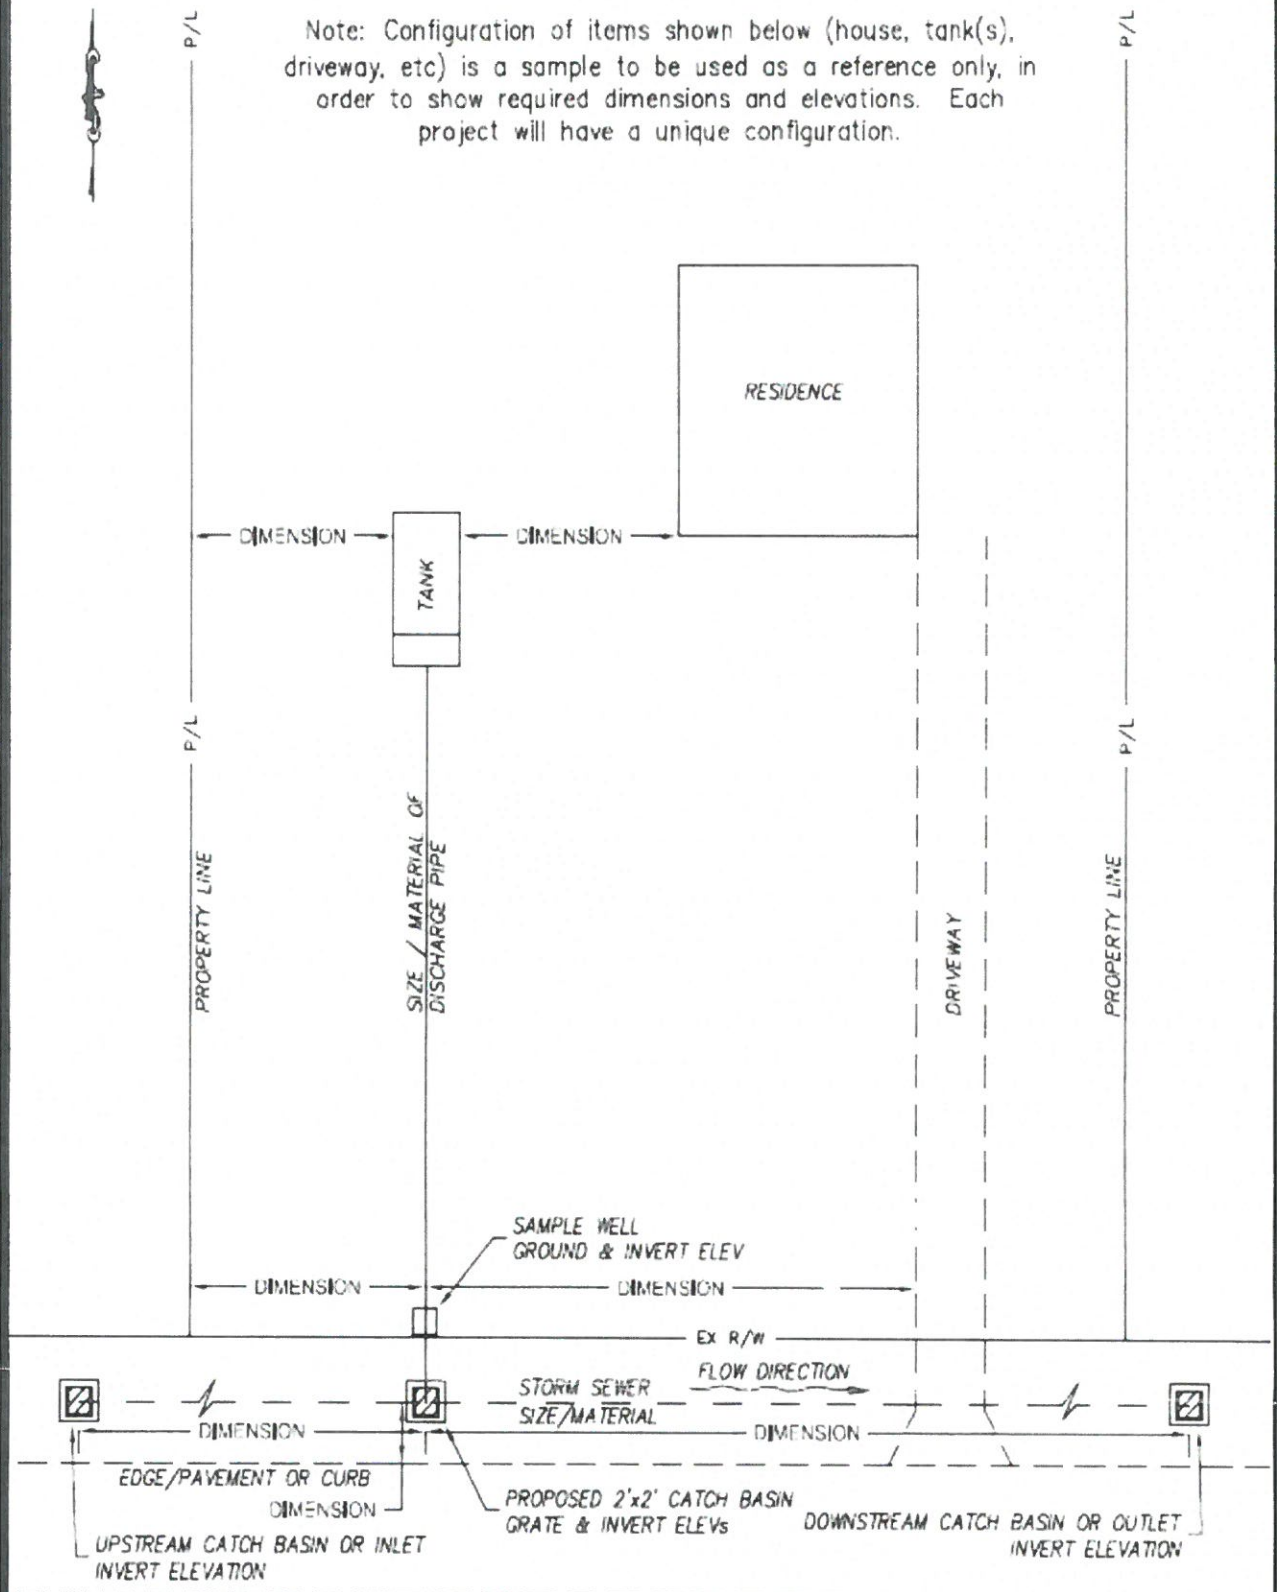 P/L
P/L
Note: Configuration of items shown below (house, tank(s),
driveway, etc) is a sample to be used as a reference only, in
order to show required dimensions and elevations. Each
project will have a unique configuration.
RESIDENCE
DIMENSION
DIMENSION
TANK
P/L
P/L
PROPERTY LINE
SIZE / MATERIAL OF
DISCHARGE PIPE
DRIVEWAY
PROPERTY LINE
SAMPLE WELL
GROUND & INVERT ELEV
DIMENSION
DIMENSION
EX R/W
FLOW DIRECTION
STORM SEWER
SIZE/MATERIAL
DIMENSION
DIMENSION
EDGE/PAVEMENT OR CURB
DIMENSION
PROPOSED 2'x2' CATCH BASIN
GRATE & INVERT ELEVs
DOWNSTREAM CATCH BASIN OR OUTLET
INVERT ELEVATION
UPSTREAM CATCH BASIN OR INLET
INVERT ELEVATION